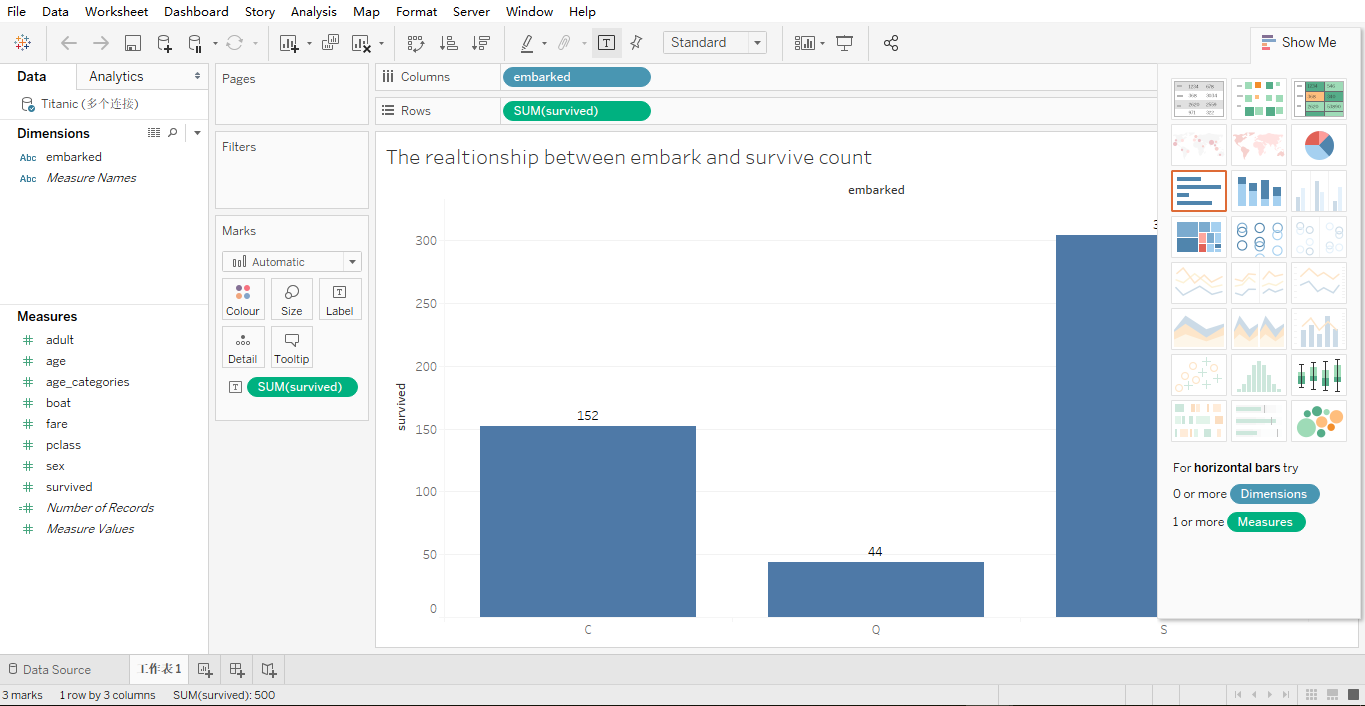 File Data Worksheet Dashboard Story Analysis Map Format Server Window Help
Standard
Show Me
Data Analytics
Titanic (多个连接)
Dimensions
Abc embarked
Abc Measure Names
Measures
adult
age
age_categories
boat
fare
pclass
sex
survived
Number of Records
Measure Values
Pages
Filters
Marks
Automatic
Colour Size Label
Detail Tooltip
SUM(survived)
Columns embarked
Rows SUM(survived)
The realtionship between embark and survive count
embarked
survived
300
250
200
150
100
50
0
152
44
3
C Q S
For horizontal bars try
0 or more Dimensions
1 or more Measures
Data Source 工作表 1
3 marks 1 row by 3 columns SUM(survived): 500